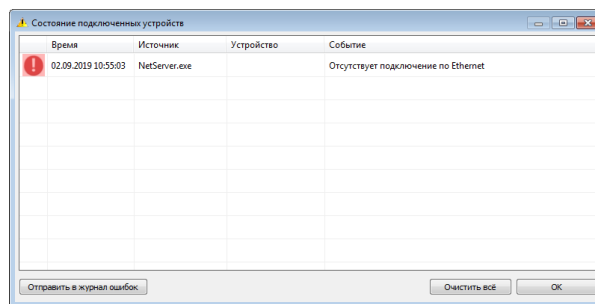 Состояние подключенных устройств
Время Источник Устройство Событие
02.09.2019 10:55:03 NetServer.exe Отсутствует подключение по Ethernet
Отправить в журнал ошибок Очистить всё OK